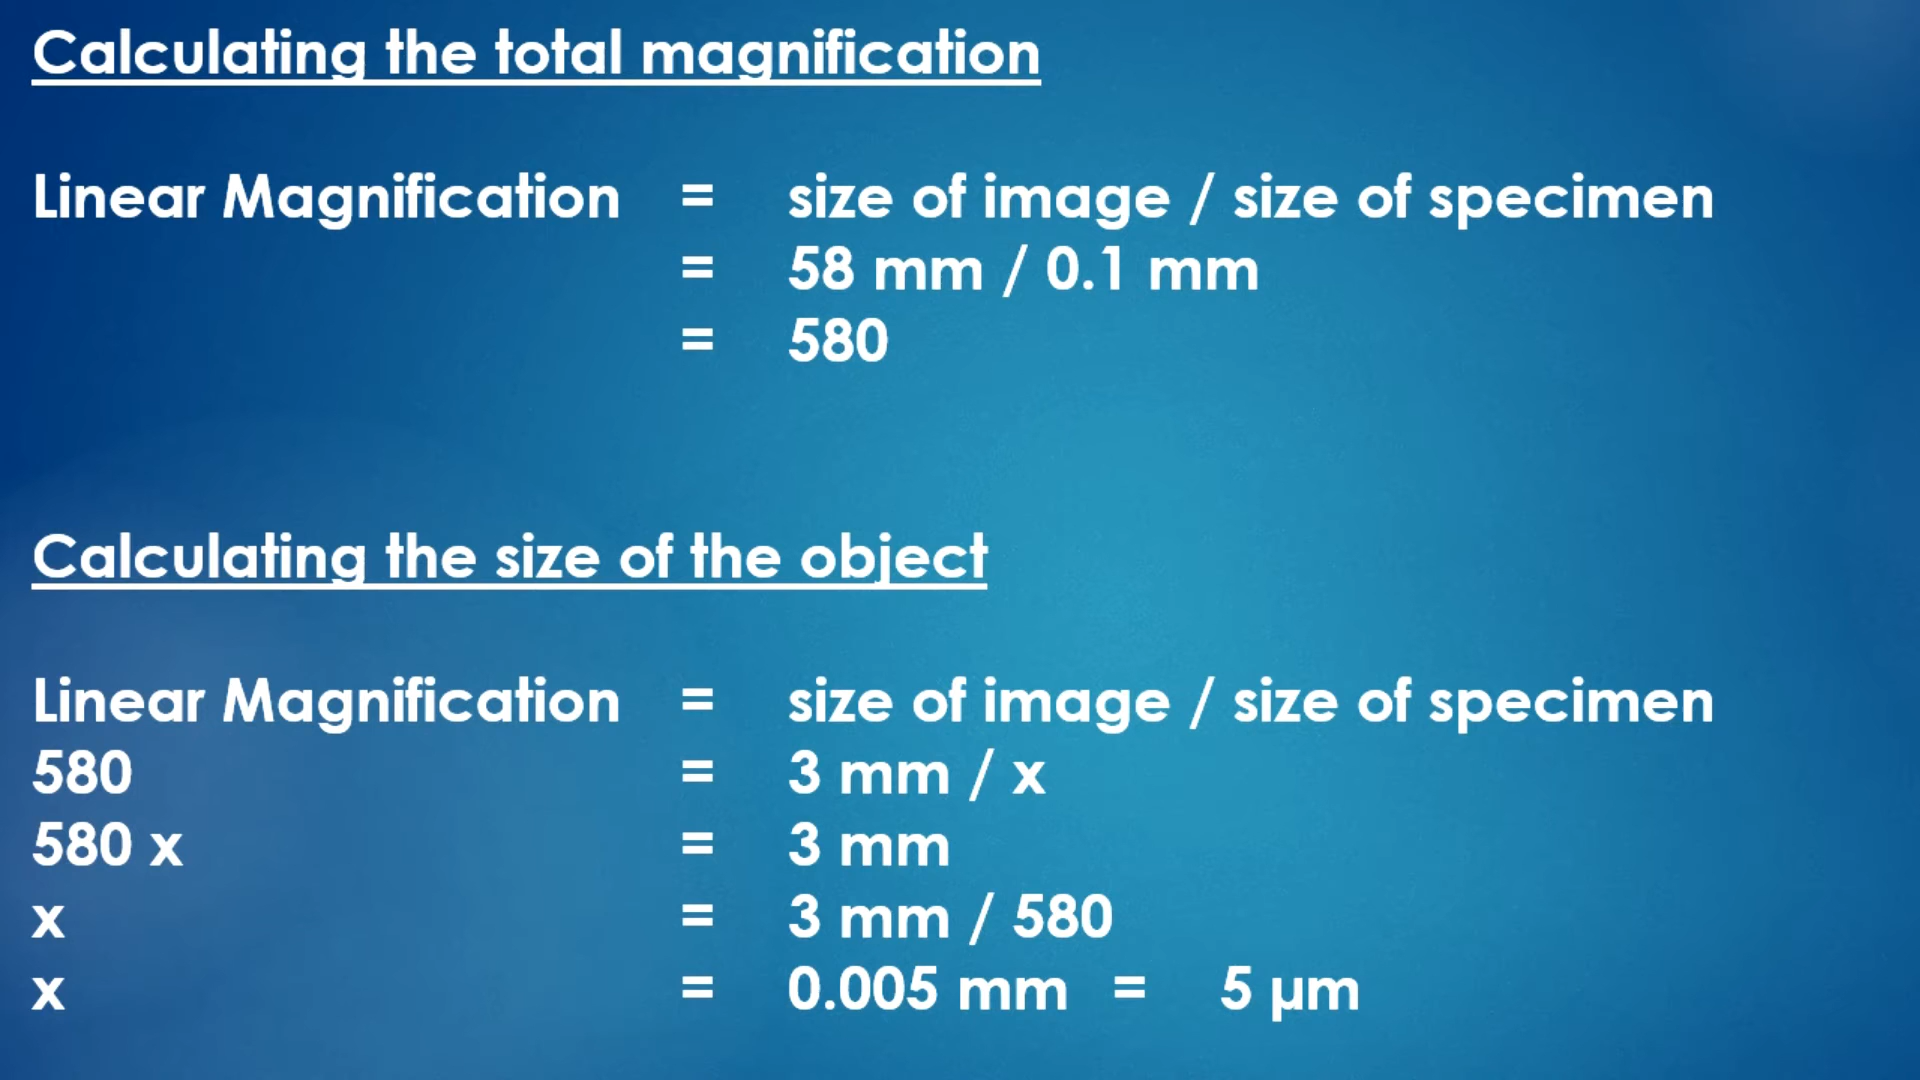 Calculating the total magnification
Linear Magnification = size of image / size of specimen
= 58 mm / 0.1 mm
= 580
Calculating the size of the object
Linear Magnification = size of image / size of specimen
580 = 3 mm / x
580 x = 3 mm
x = 3 mm / 580
x = 0.005 mm = 5 µm